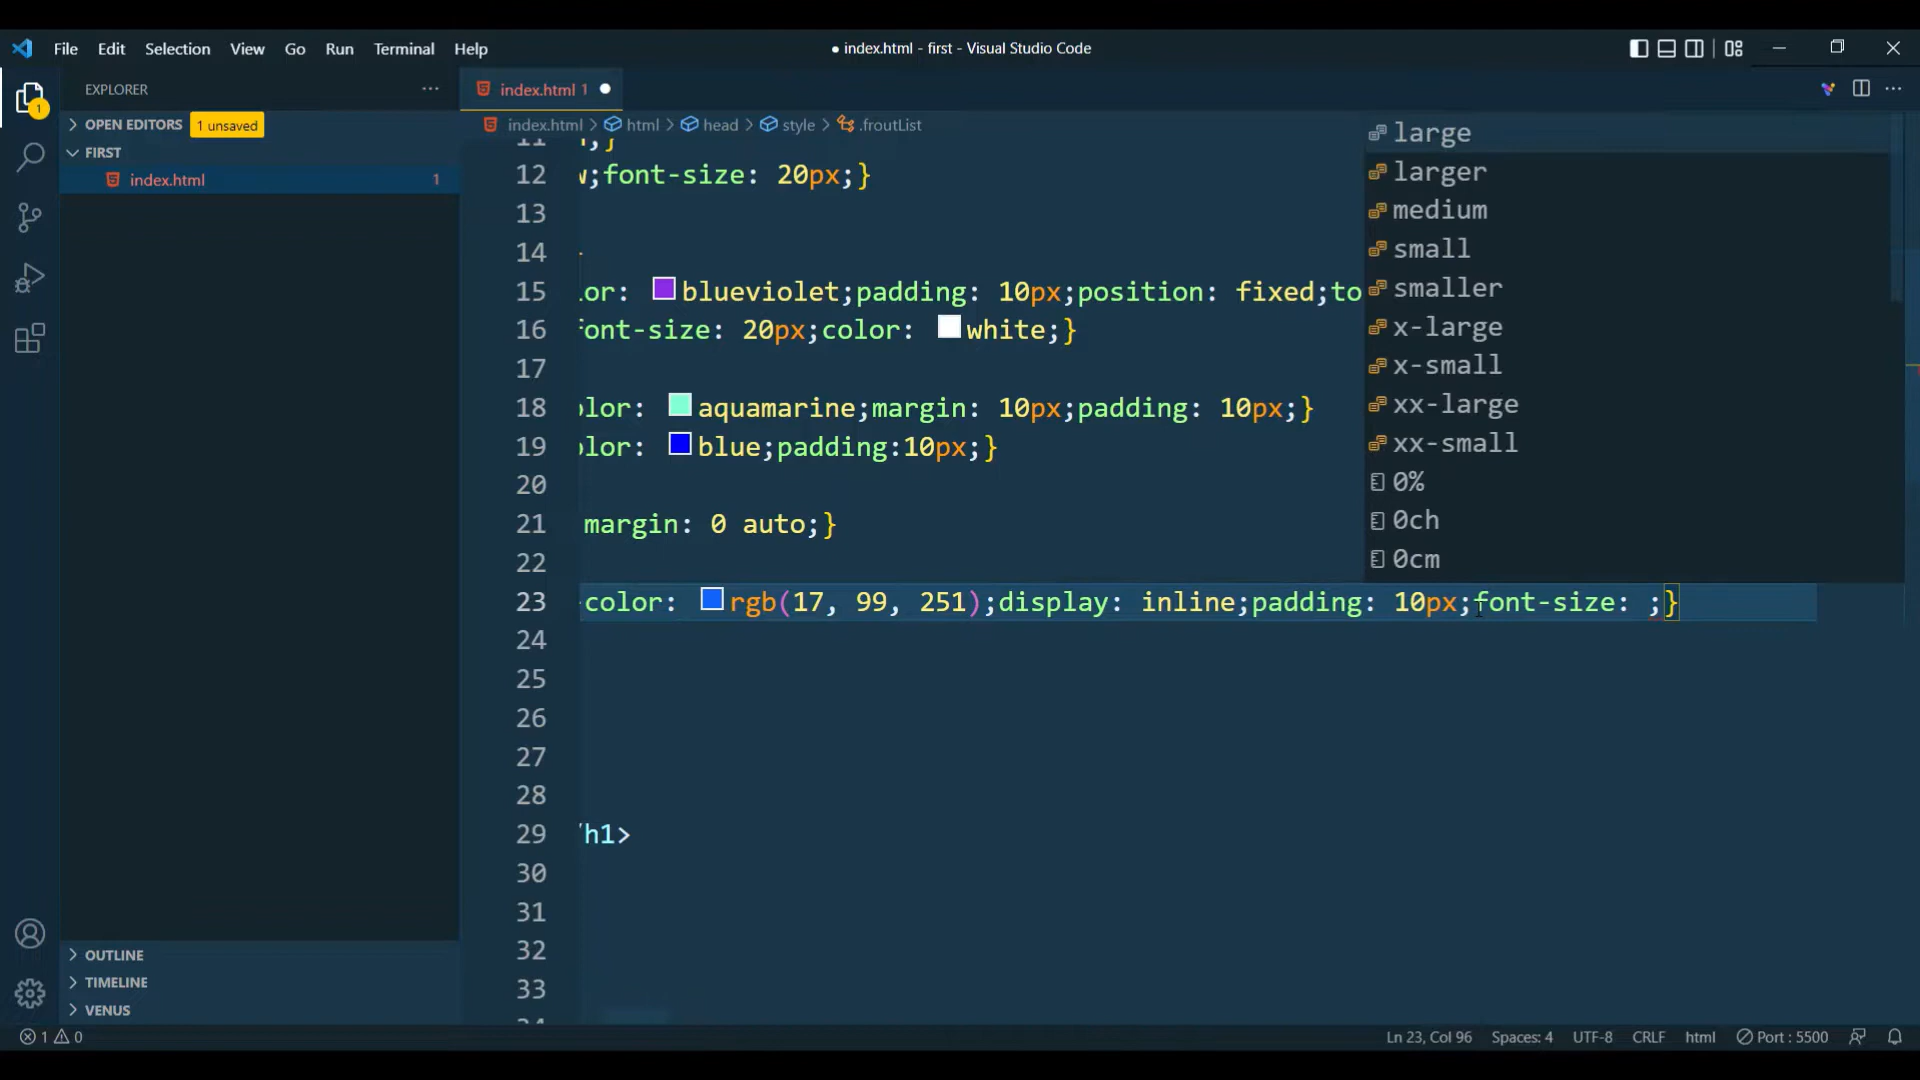 File Edit Selection View Go Run Terminal Help
● index.html - first - Visual Studio Code
EXPLORER
OPEN EDITORS 1 unsaved
FIRST
index.html 1
OUTLINE
TIMELINE
VENUS
index.html 1
index.html > html > head > style > .froutList
11 ;}
12 w;font-size: 20px;}
13
14
15 lor: blueviolet;padding: 10px;position: fixed;to
16 font-size: 20px;color: white;}
17
18 olor: aquamarine;margin: 10px;padding: 10px;}
19 olor: blue;padding:10px;}
20
21 margin: 0 auto;}
22
23 -color: rgb(17, 99, 251);display: inline;padding: 10px;font-size: ;}
24
25
26
27
28
29 /h1>
30
31
32
33
34
large
larger
medium
small
smaller
x-large
x-small
xx-large
xx-small
0%
0ch
0cm
1 0
Ln 23, Col 96 Spaces: 4 UTF-8 CRLF html Port : 5500